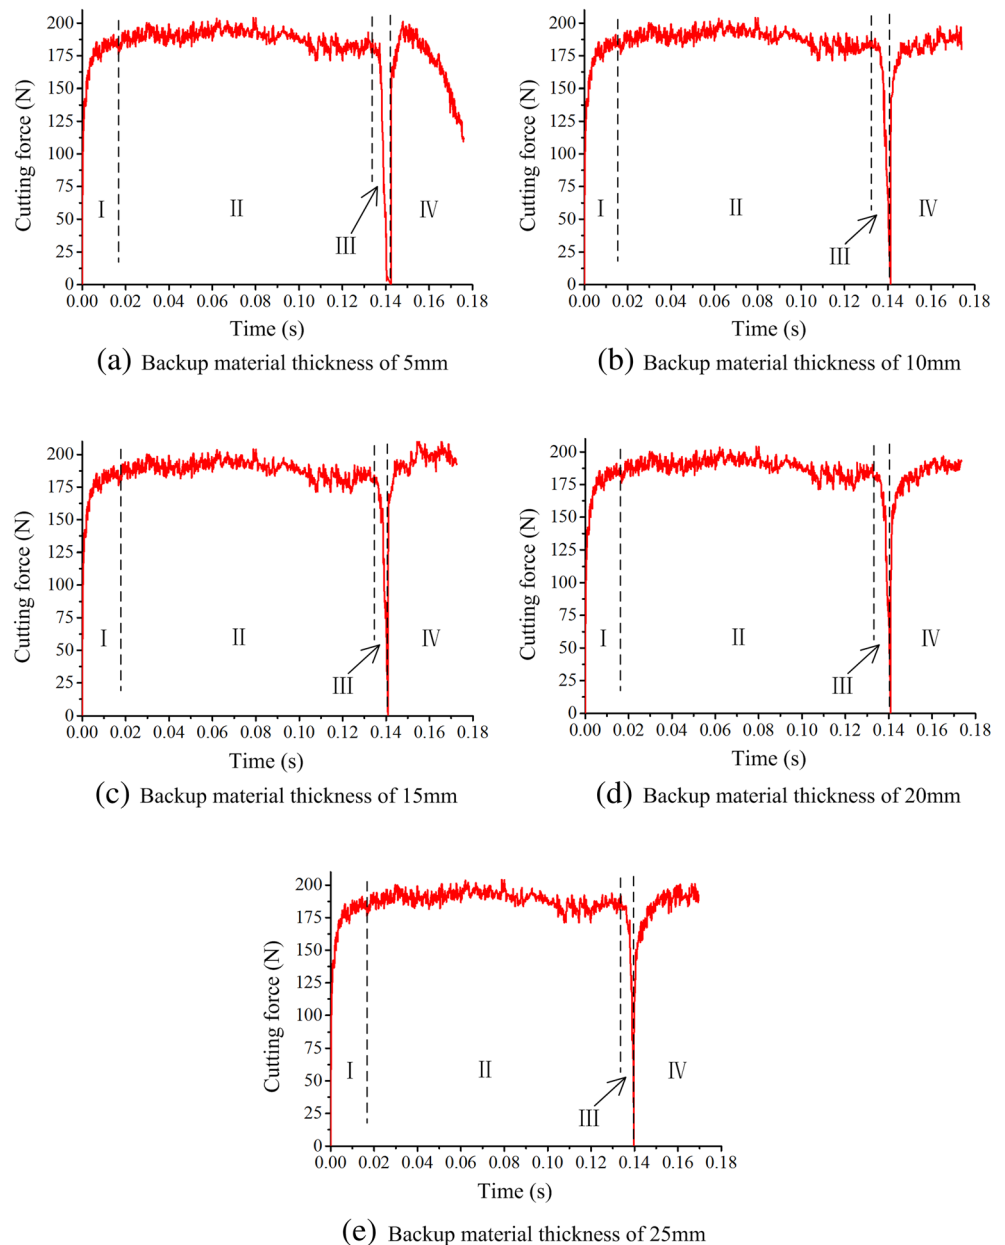 200
175
150
125
100
75
50
25
0
Cutting force (N)
I
II
III
IV
0.00 0.02 0.04 0.06 0.08 0.10 0.12 0.14 0.16 0.18
Time (s)
(a) Backup material thickness of 5mm
200
175
150
125
100
75
50
25
0
Cutting force (N)
I
II
III
IV
0.00 0.02 0.04 0.06 0.08 0.10 0.12 0.14 0.16 0.18
Time (s)
(b) Backup material thickness of 10mm
200
175
150
125
100
75
50
25
0
Cutting force (N)
I
II
III
IV
0.00 0.02 0.04 0.06 0.08 0.10 0.12 0.14 0.16 0.18
Time (s)
(c) Backup material thickness of 15mm
200
175
150
125
100
75
50
25
0
Cutting force (N)
I
II
III
IV
0.00 0.02 0.04 0.06 0.08 0.10 0.12 0.14 0.16 0.18
Time (s)
(d) Backup material thickness of 20mm
200
175
150
125
100
75
50
25
0
Cutting force (N)
I
II
III
IV
0.00 0.02 0.04 0.06 0.08 0.10 0.12 0.14 0.16 0.18
Time (s)
(e) Backup material thickness of 25mm